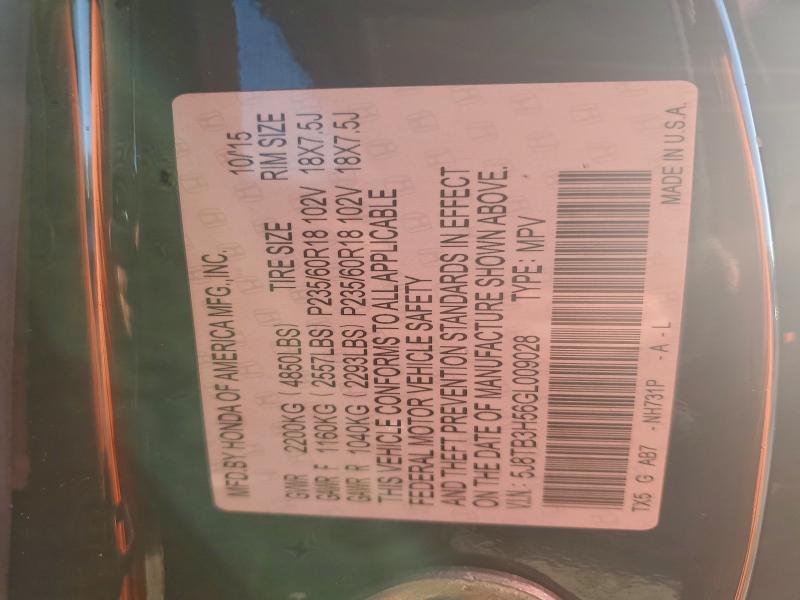 MFD. BY HONDA OF AMERICA MFG., INC. 10/15
GVWR 2200KG (4850LBS) TIRE SIZE RIM SIZE
GAWR F 1160KG (2557LBS) P235/60R18 102V 18X7.5J
GAWR R 1040KG (2293LBS) P235/60R18 102V 18X7.5J
THIS VEHICLE CONFORMS TO ALL APPLICABLE
FEDERAL MOTOR VEHICLE SAFETY
AND THEFT PREVENTION STANDARDS IN EFFECT
ON THE DATE OF MANUFACTURE SHOWN ABOVE.
V.I.N.: 5J8TB3H56GL009028 TYPE: MPV
TX5 G AB7 -NH731P -A-L MADE IN U.S.A.